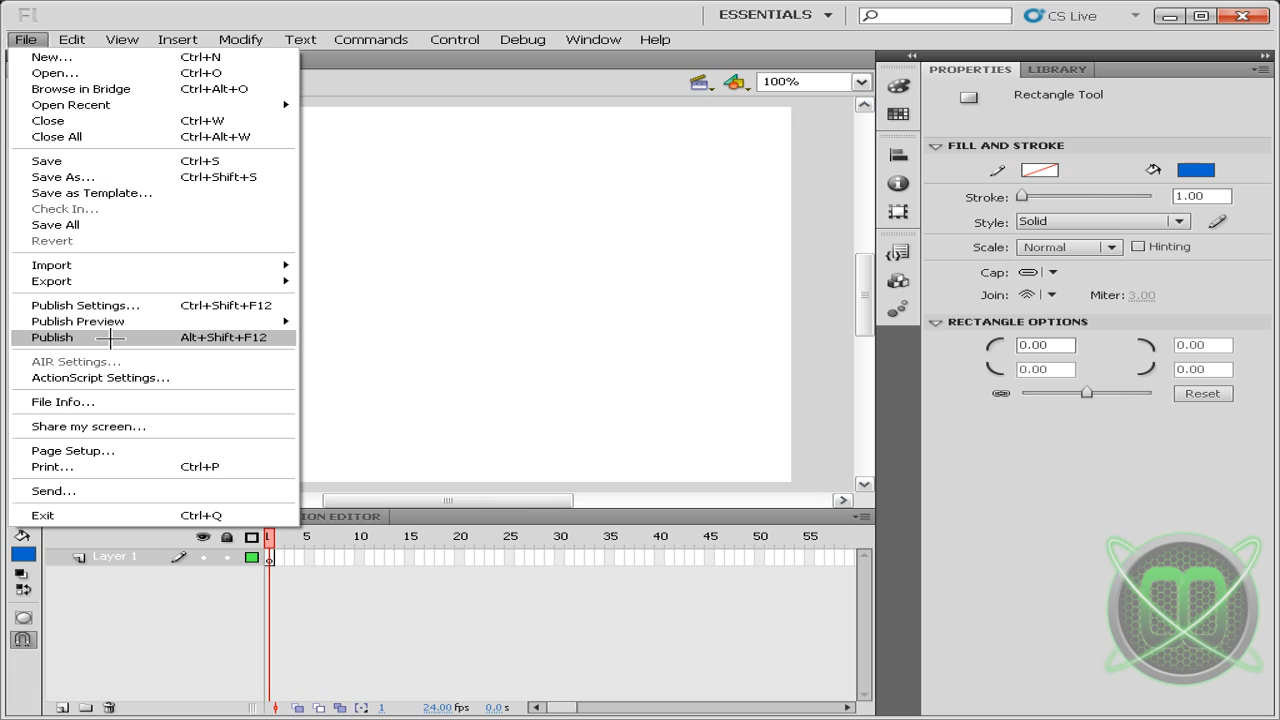 Fl
ESSENTIALS
CS Live
File Edit View Insert Modify Text Commands Control Debug Window Help
New... Ctrl+N
Open... Ctrl+O
Browse in Bridge Ctrl+Alt+O
Open Recent
Close Ctrl+W
Close All Ctrl+Alt+W
Save Ctrl+S
Save As... Ctrl+Shift+S
Save as Template...
Check In...
Save All
Revert
Import
Export
Publish Settings... Ctrl+Shift+F12
Publish Preview
Publish Alt+Shift+F12
AIR Settings...
ActionScript Settings...
File Info...
Share my screen...
Page Setup...
Print... Ctrl+P
Send...
Exit Ctrl+Q
100%
PROPERTIES LIBRARY
Rectangle Tool
FILL AND STROKE
Stroke: 1.00
Style: Solid
Scale: Normal Hinting
Cap:
Join: Miter: 3.00
RECTANGLE OPTIONS
0.00 0.00
0.00 0.00
Reset
ION EDITOR
1 5 10 15 20 25 30 35 40 45 50 55
Layer 1
1 24.00 fps 0.0 s